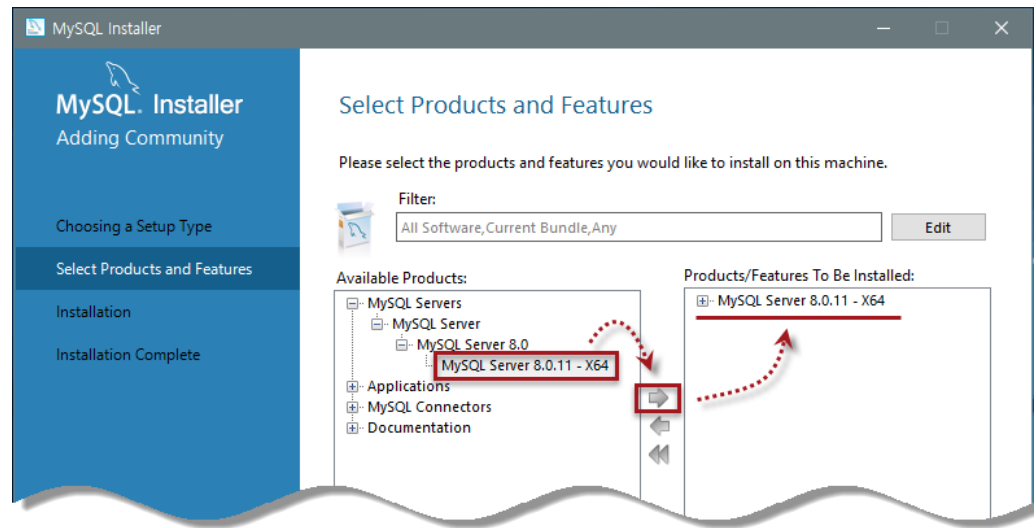 MySQL Installer
MySQL. Installer
Adding Community
Choosing a Setup Type
Select Products and Features
Installation
Installation Complete
Select Products and Features
Please select the products and features you would like to install on this machine.
Filter:
All Software,Current Bundle,Any
Edit
Available Products:
MySQL Servers
MySQL Server
MySQL Server 8.0
MySQL Server 8.0.11 - X64
Applications
MySQL Connectors
Documentation
Products/Features To Be Installed:
MySQL Server 8.0.11 - X64